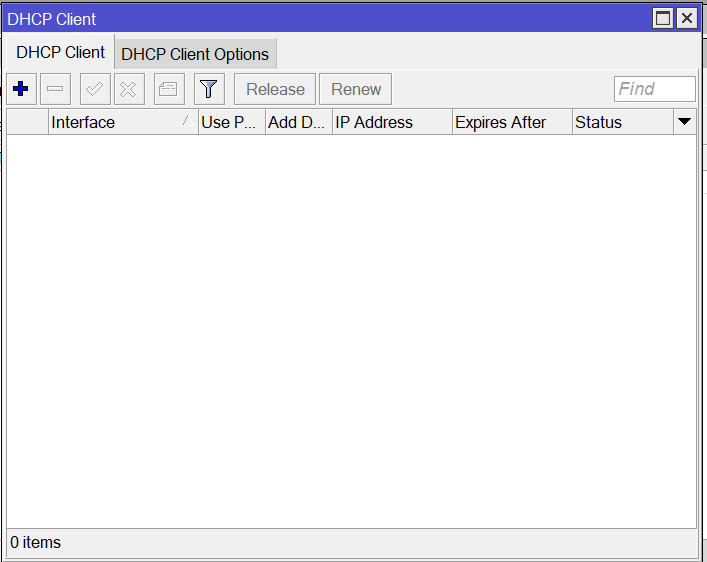 DHCP Client
DHCP Client DHCP Client Options
Release Renew Find
Interface Use P... Add D... IP Address Expires After Status
0 items